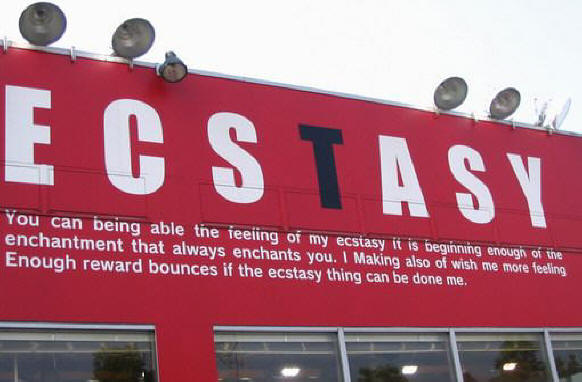 ECSTASY
You can being able the feeling of my ecstasy It is beginning enough of the
enchantment that always enchants you. I Making also of wish me more feeling
Enough reward bounces if the ecstasy thing can be done me.